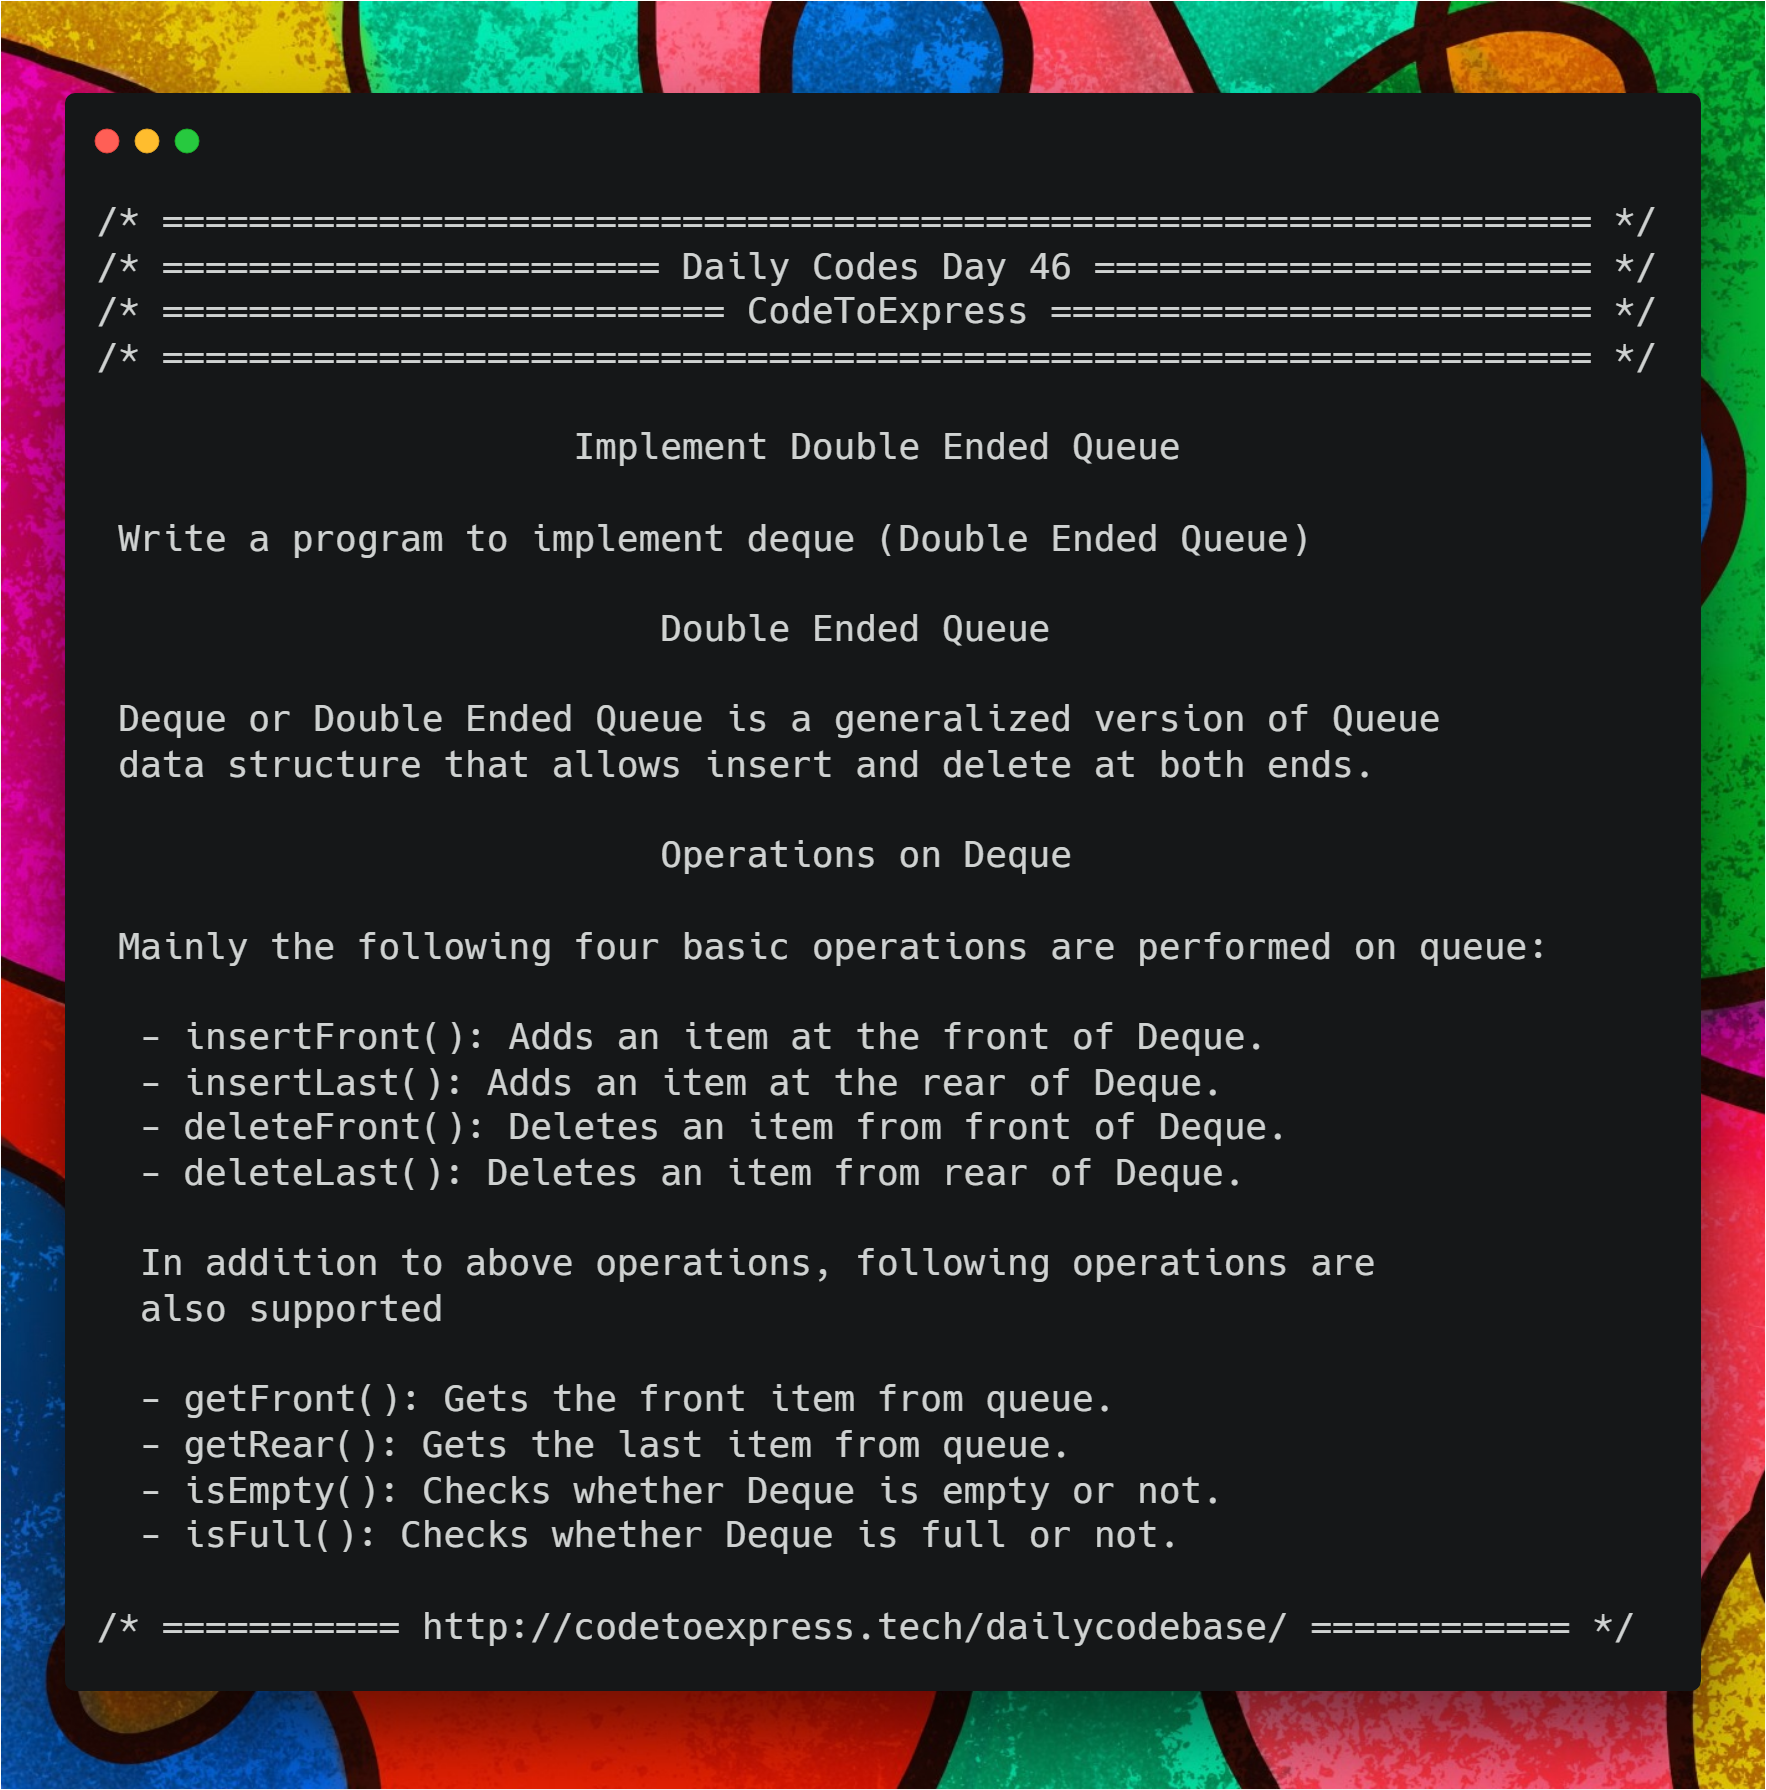 /* ================================================================== */
/* ======================= Daily Codes Day 46 ======================= */
/* ========================== CodeToExpress ========================= */
/* ================================================================== */
Implement Double Ended Queue
Write a program to implement deque (Double Ended Queue)
Double Ended Queue
Deque or Double Ended Queue is a generalized version of Queue
data structure that allows insert and delete at both ends.
Operations on Deque
Mainly the following four basic operations are performed on queue:
- insertFront(): Adds an item at the front of Deque.
- insertLast(): Adds an item at the rear of Deque.
- deleteFront(): Deletes an item from front of Deque.
- deleteLast(): Deletes an item from rear of Deque.
In addition to above operations, following operations are
also supported
- getFront(): Gets the front item from queue.
- getRear(): Gets the last item from queue.
- isEmpty(): Checks whether Deque is empty or not.
- isFull(): Checks whether Deque is full or not.
/* =========== http://codetoexpress.tech/dailycodebase/ ============ */